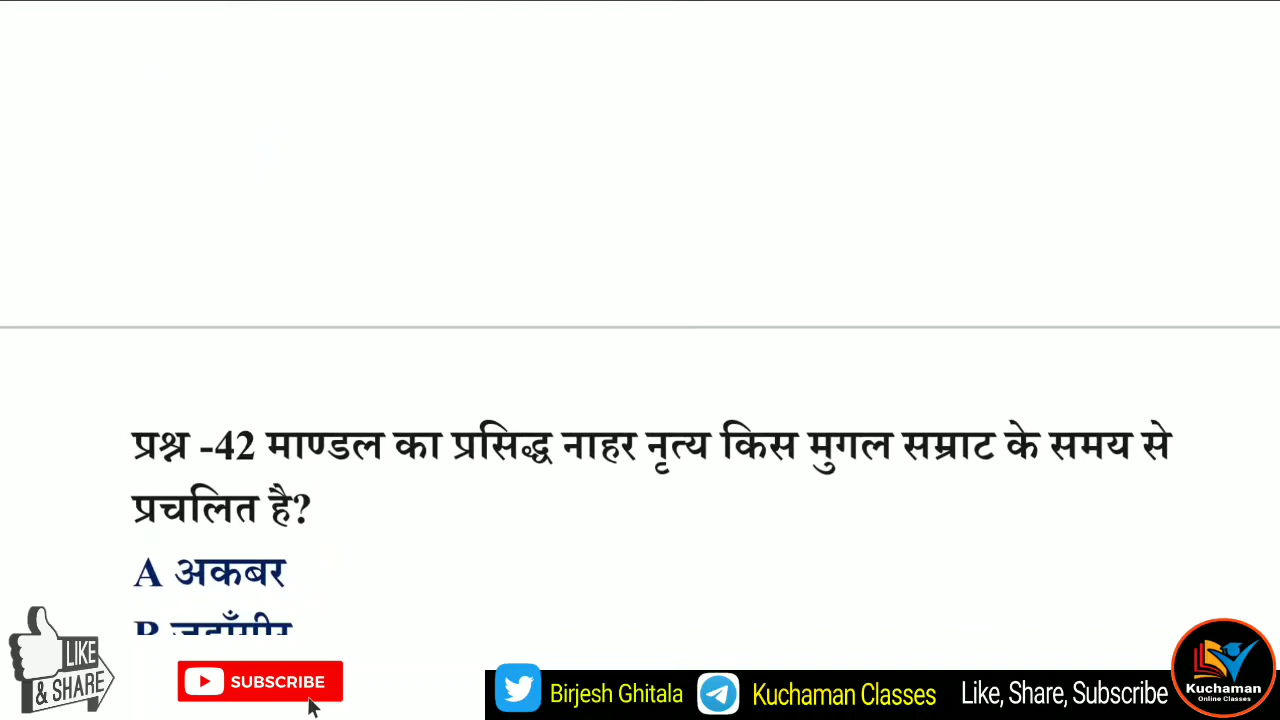 प्रश्न -42 माण्डल का प्रसिद्ध नाहर नृत्य किस मुगल सम्राट के समय से
प्रचलित है?
A अकबर
B जहाँगीर
LIKE
& SHARE
SUBSCRIBE
Birjesh Ghitala
Kuchaman Classes
Like, Share, Subscribe
Kuchaman
Online Classes